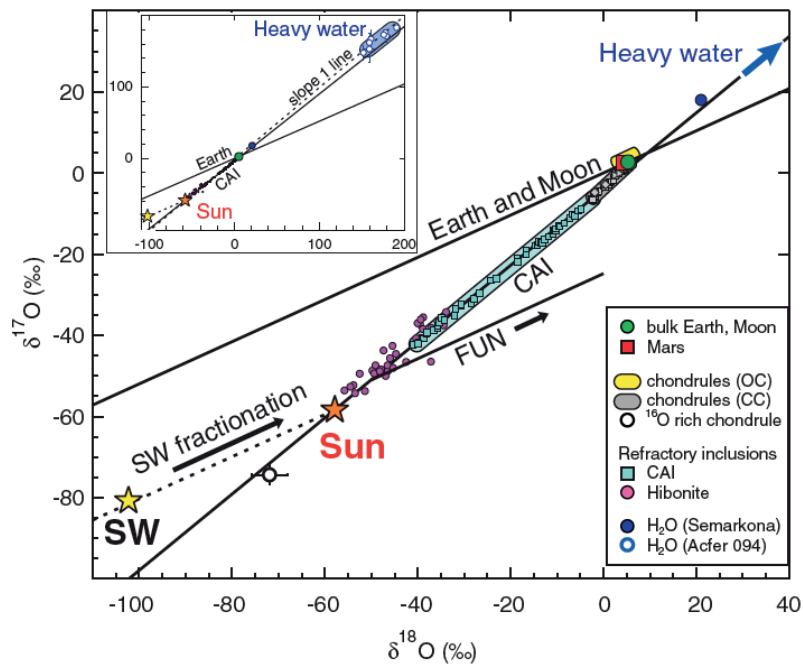 Heavy water
100
slope 1 line
0
Earth
CAI
Sun
-100
0
100
200
Heavy water
20
0
-20
-40
-60
-80
δ¹⁷O (‰)
Earth and Moon
CAI
FUN
SW fractionation
Sun
SW
bulk Earth, Moon
Mars
chondrules (OC)
chondrules (CC)
¹⁶O rich chondrule
Refractory inclusions
CAI
Hibonite
H₂O (Semarkona)
H₂O (Acfer 094)
-100
-80
-60
-40
-20
0
20
40
δ¹⁸O (‰)